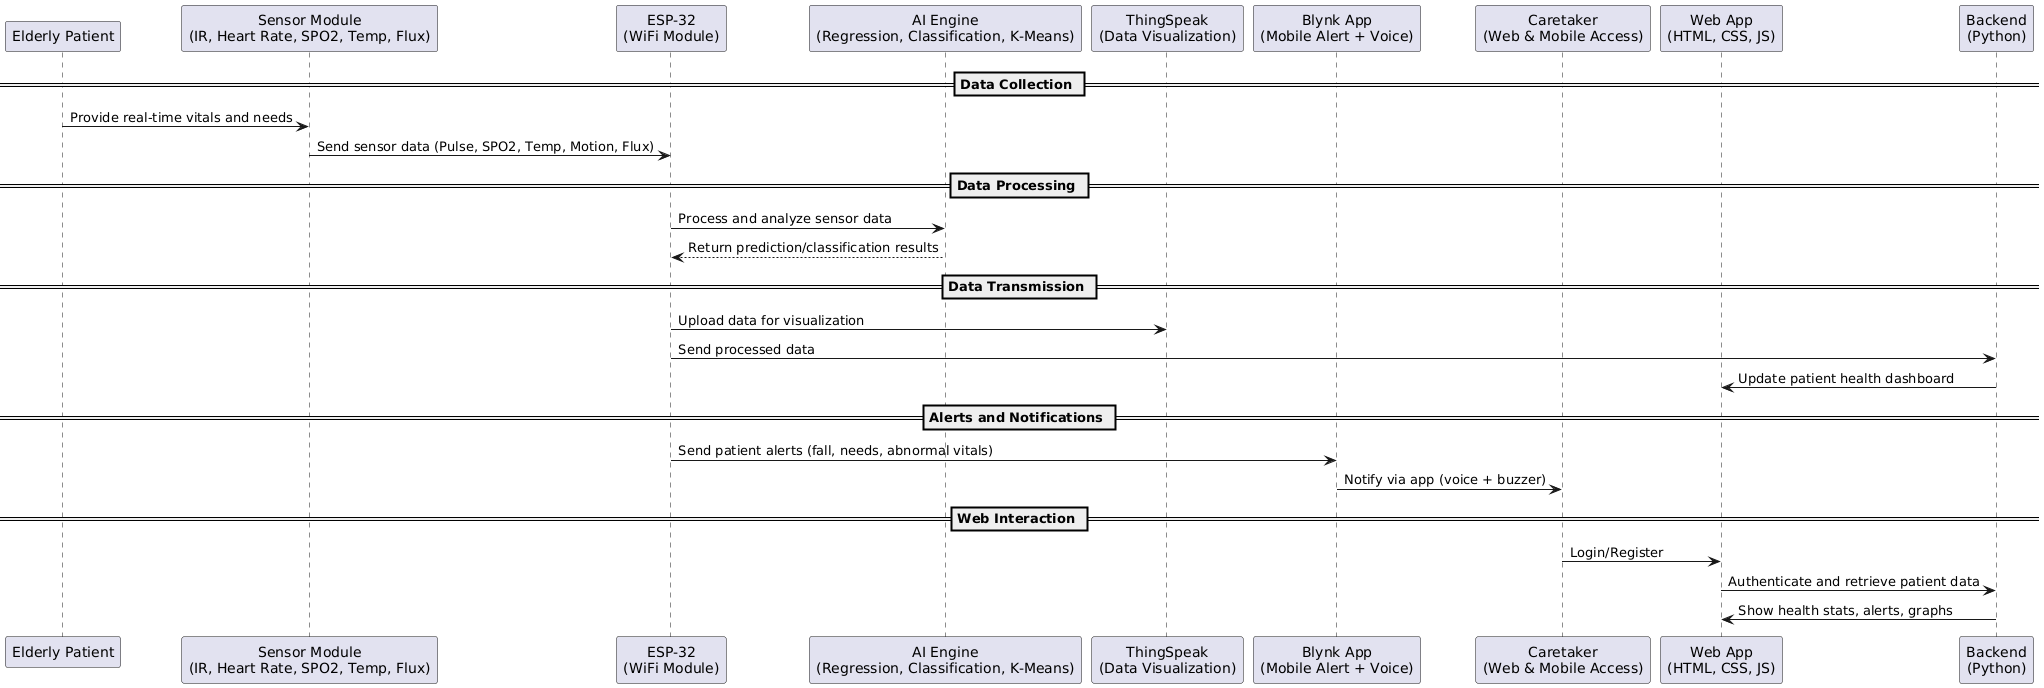 Elderly Patient
Sensor Module
(IR, Heart Rate, SPO2, Temp, Flux)
ESP-32
(WiFi Module)
AI Engine
(Regression, Classification, K-Means)
ThingSpeak
(Data Visualization)
Blynk App
(Mobile Alert + Voice)
Caretaker
(Web & Mobile Access)
Web App
(HTML, CSS, JS)
Backend
(Python)
Data Collection
Provide real-time vitals and needs
Send sensor data (Pulse, SPO2, Temp, Motion, Flux)
Data Processing
Process and analyze sensor data
Return prediction/classification results
Data Transmission
Upload data for visualization
Send processed data
Update patient health dashboard
Alerts and Notifications
Send patient alerts (fall, needs, abnormal vitals)
Notify via app (voice + buzzer)
Web Interaction
Login/Register
Authenticate and retrieve patient data
Show health stats, alerts, graphs
Elderly Patient
Sensor Module
(IR, Heart Rate, SPO2, Temp, Flux)
ESP-32
(WiFi Module)
AI Engine
(Regression, Classification, K-Means)
ThingSpeak
(Data Visualization)
Blynk App
(Mobile Alert + Voice)
Caretaker
(Web & Mobile Access)
Web App
(HTML, CSS, JS)
Backend
(Python)